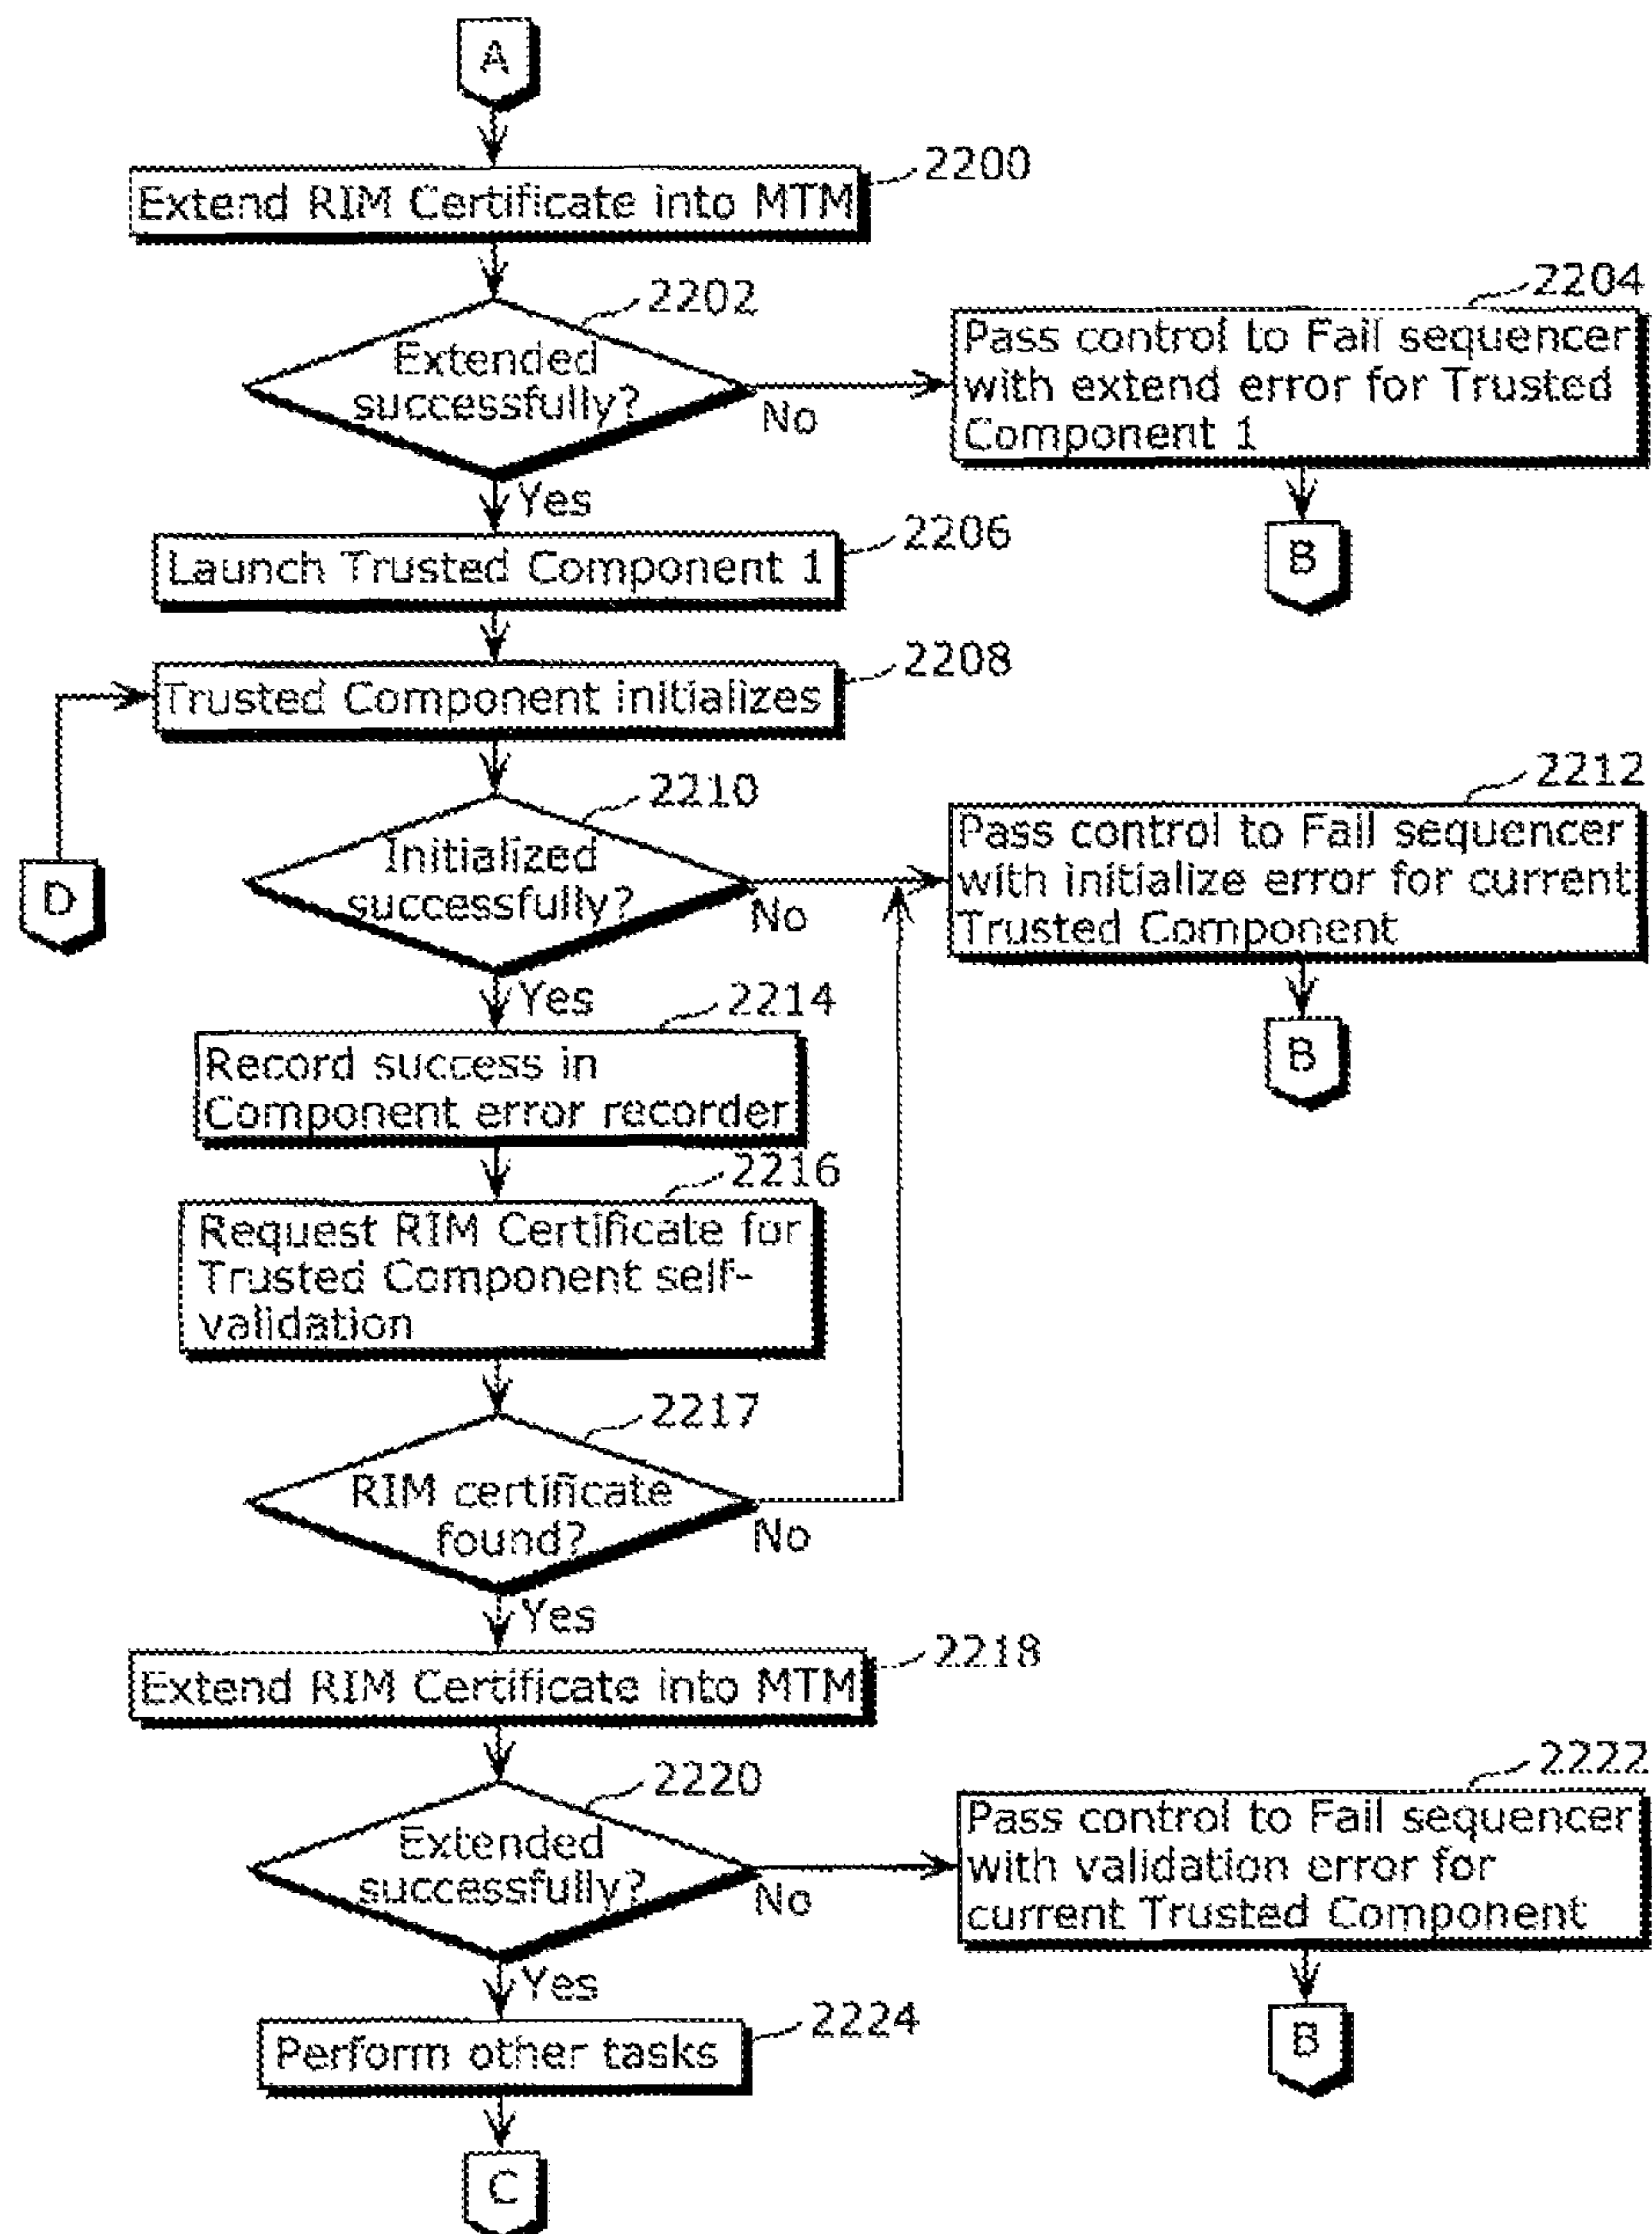 A
2200
Extend RIM Certificate into MTM
2202
Extended
successfully?
No
Yes
2204
Pass control to Fail sequencer
with extend error for Trusted
Component 1
B
2206
Launch Trusted Component 1
2208
Trusted Component initializes
D
2210
Initialized
successfully?
No
Yes
2212
Pass control to Fail sequencer
with initialize error for current
Trusted Component
B
2214
Record success in
Component error recorder
2216
Request RIM Certificate for
Trusted Component self-
validation
2217
RIM certificate
found?
No
Yes
2218
Extend RIM Certificate into MTM
2220
Extended
successfully?
No
Yes
2222
Pass control to Fail sequencer
with validation error for
current Trusted Component
B
2224
Perform other tasks
C